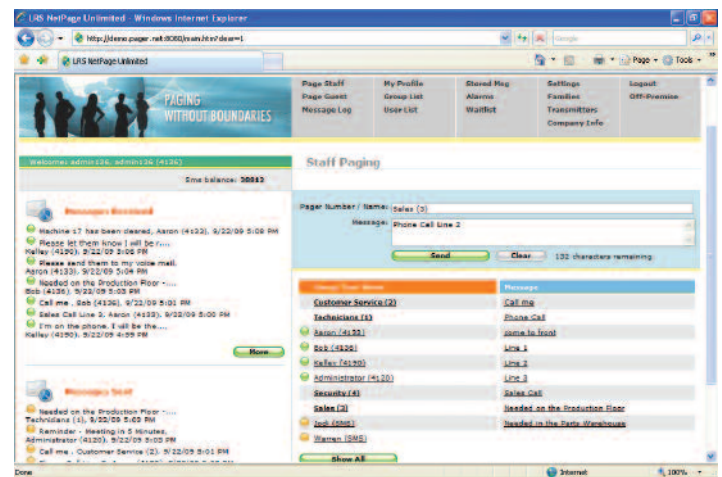 LRS NetPage Unlimited - Windows Internet Explorer
http://demo.pager.net:8080/main.htm?dear=1
Google
LRS NetPage Unlimited
Page
Tools
PAGING
WITHOUT BOUNDARIES
Page Staff
My Profile
Stored Msg
Settings
Logout
Page Guest
Group List
Alarms
Families
Off-Premise
Message Log
User List
Waitlist
Transmitters
Company Info
Welcome: admin136, admin136 (4136)
Sms balance: 38813
Messages Received
Machine 17 has been cleared, Aaron (4133), 9/22/09 5:08 PM
Please let them know I will be r....
Kelley (4190), 9/22/09 5:06 PM
Please send them to my voice mail.
Aaron (4133), 9/22/09 5:04 PM
Needed on the Production Floor -....
Bob (4136), 9/22/09 5:03 PM
Call me , Bob (4136), 9/22/09 5:01 PM
Sales Call Line 3, Aaron (4133), 9/22/09 5:00 PM
I'm on the phone. I will be the....
Kelley (4190), 9/22/09 4:59 PM
More
Messages Sent
Needed on the Production Floor -....
Technicians (1), 9/22/09 5:03 PM
Reminder - Meeting in 5 Minutes,
Administrator (4120), 9/22/09 5:03 PM
Call me , Customer Service (2), 9/22/09 5:01 PM
Staff Paging
Pager Number / Name:
Sales (3)
Message:
Phone Call Line 2
Send
Clear
132 characters remaining
Message
Customer Service (2)
Call me
Technicians (1)
Phone Call
Aaron (4133)
come to front
Bob (4136)
Line 1
Kelley (4190)
Line 2
Administrator (4120)
Line 3
Security (4)
Sales Call
Sales (3)
Needed on the Production Floor
Jodi (SMS)
Needed in the Parts Warehouse
Warren (SMS)
Show All
Done
Internet
100%